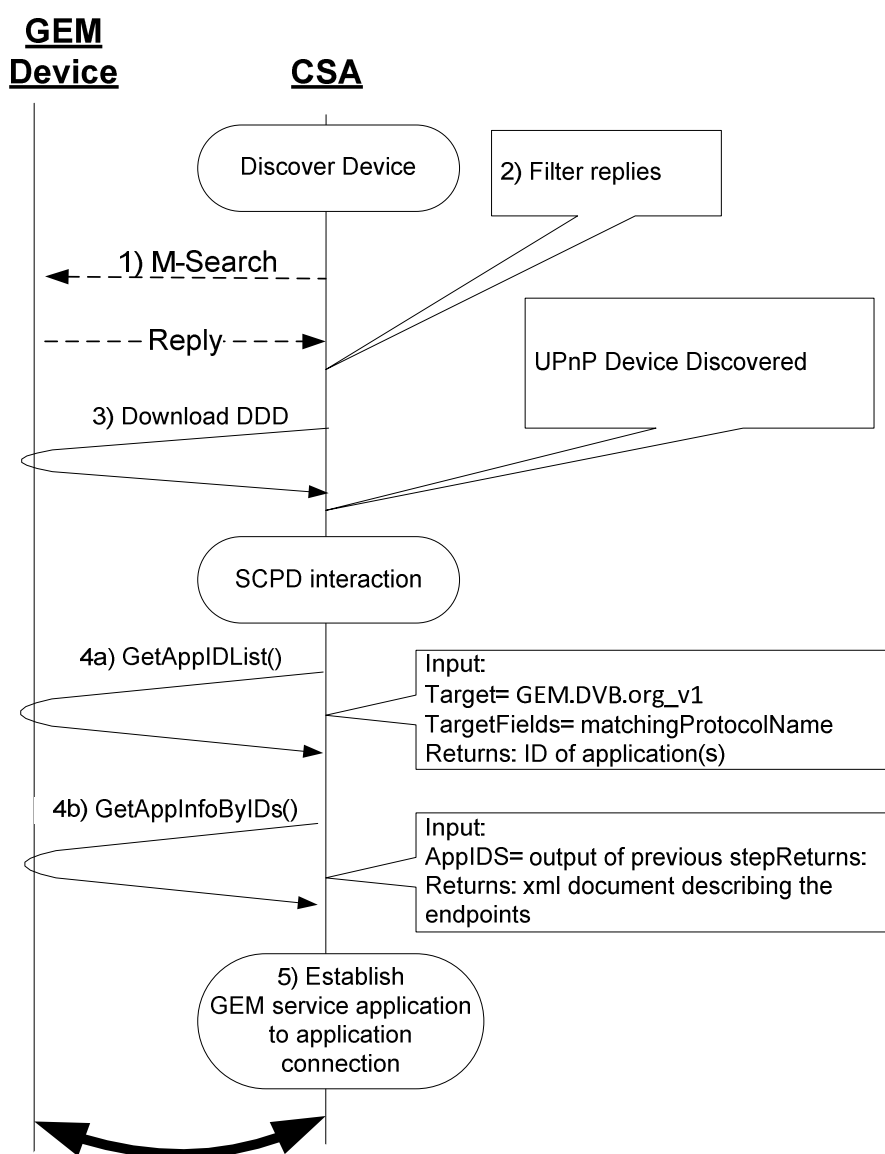 GEM
Device
CSA
Discover Device
2) Filter replies
1) M-Search
Reply
UPnP Device Discovered
3) Download DDD
SCPD interaction
4a) GetAppIDList()
Input:
Target= GEM.DVB.org_v1
TargetFields= matchingProtocolName
Returns: ID of application(s)
4b) GetAppInfoByIDs()
Input:
AppIDS= output of previous stepReturns:
Returns: xml document describing the
endpoints
5) Establish
GEM service application
to application
connection